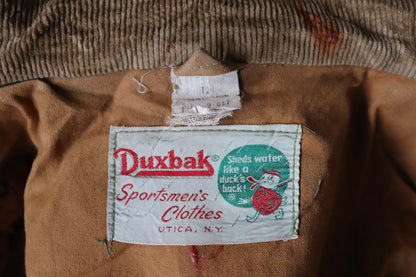 Duxbak®
Sheds water
like a
duck's
back!
Sportsmen's
Clothes
UTICA, N.Y.